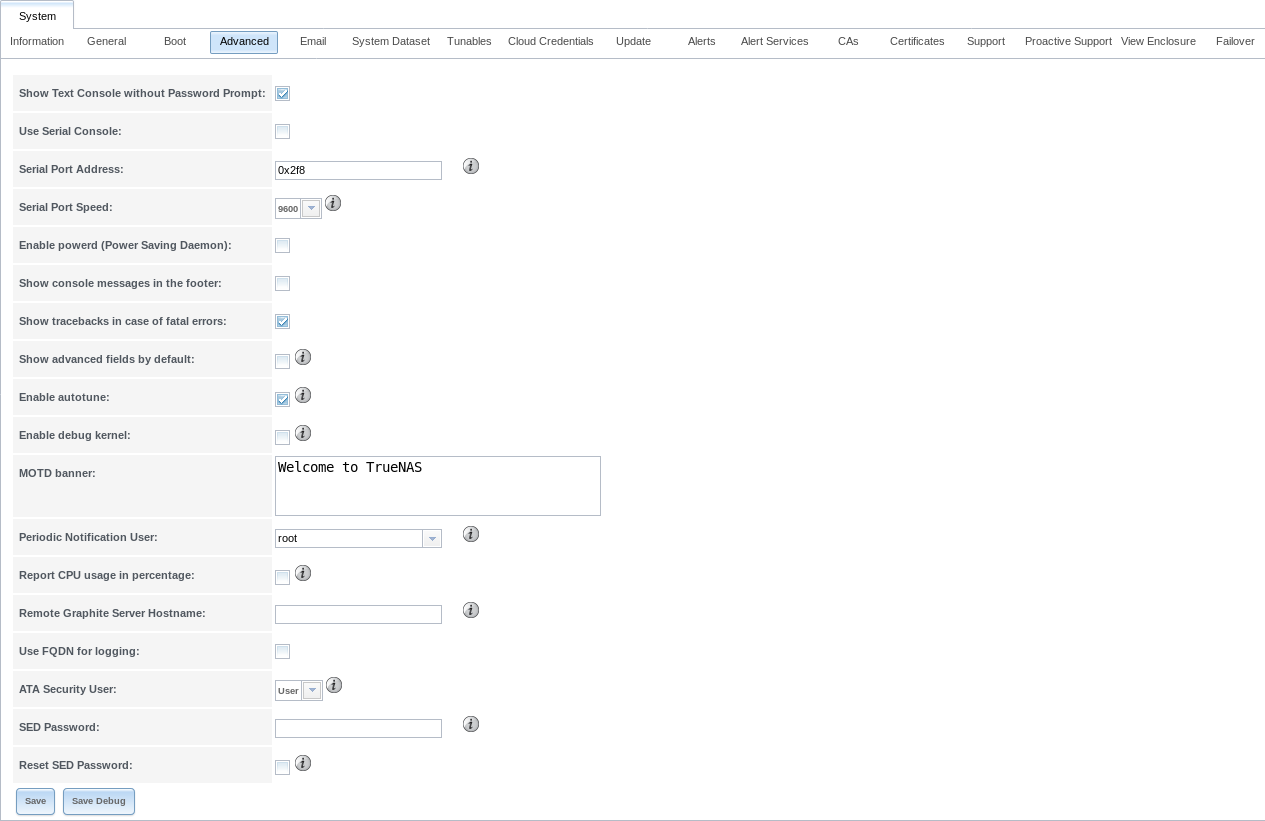 System
Information General Boot Advanced Email System Dataset Tunables Cloud Credentials Update Alerts Alert Services CAs Certificates Support Proactive Support View Enclosure Failover
Show Text Console without Password Prompt:
Use Serial Console:
Serial Port Address: 0x2f8
Serial Port Speed: 9600
Enable powerd (Power Saving Daemon):
Show console messages in the footer:
Show tracebacks in case of fatal errors:
Show advanced fields by default:
Enable autotune:
Enable debug kernel:
MOTD banner: Welcome to TrueNAS
Periodic Notification User: root
Report CPU usage in percentage:
Remote Graphite Server Hostname:
Use FQDN for logging:
ATA Security User: User
SED Password:
Reset SED Password:
Save Save Debug